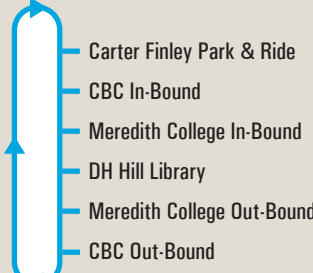 Carter Finley Park & Ride
CBC In-Bound
Meredith College In-Bound
DH Hill Library
Meredith College Out-Bound
CBC Out-Bound